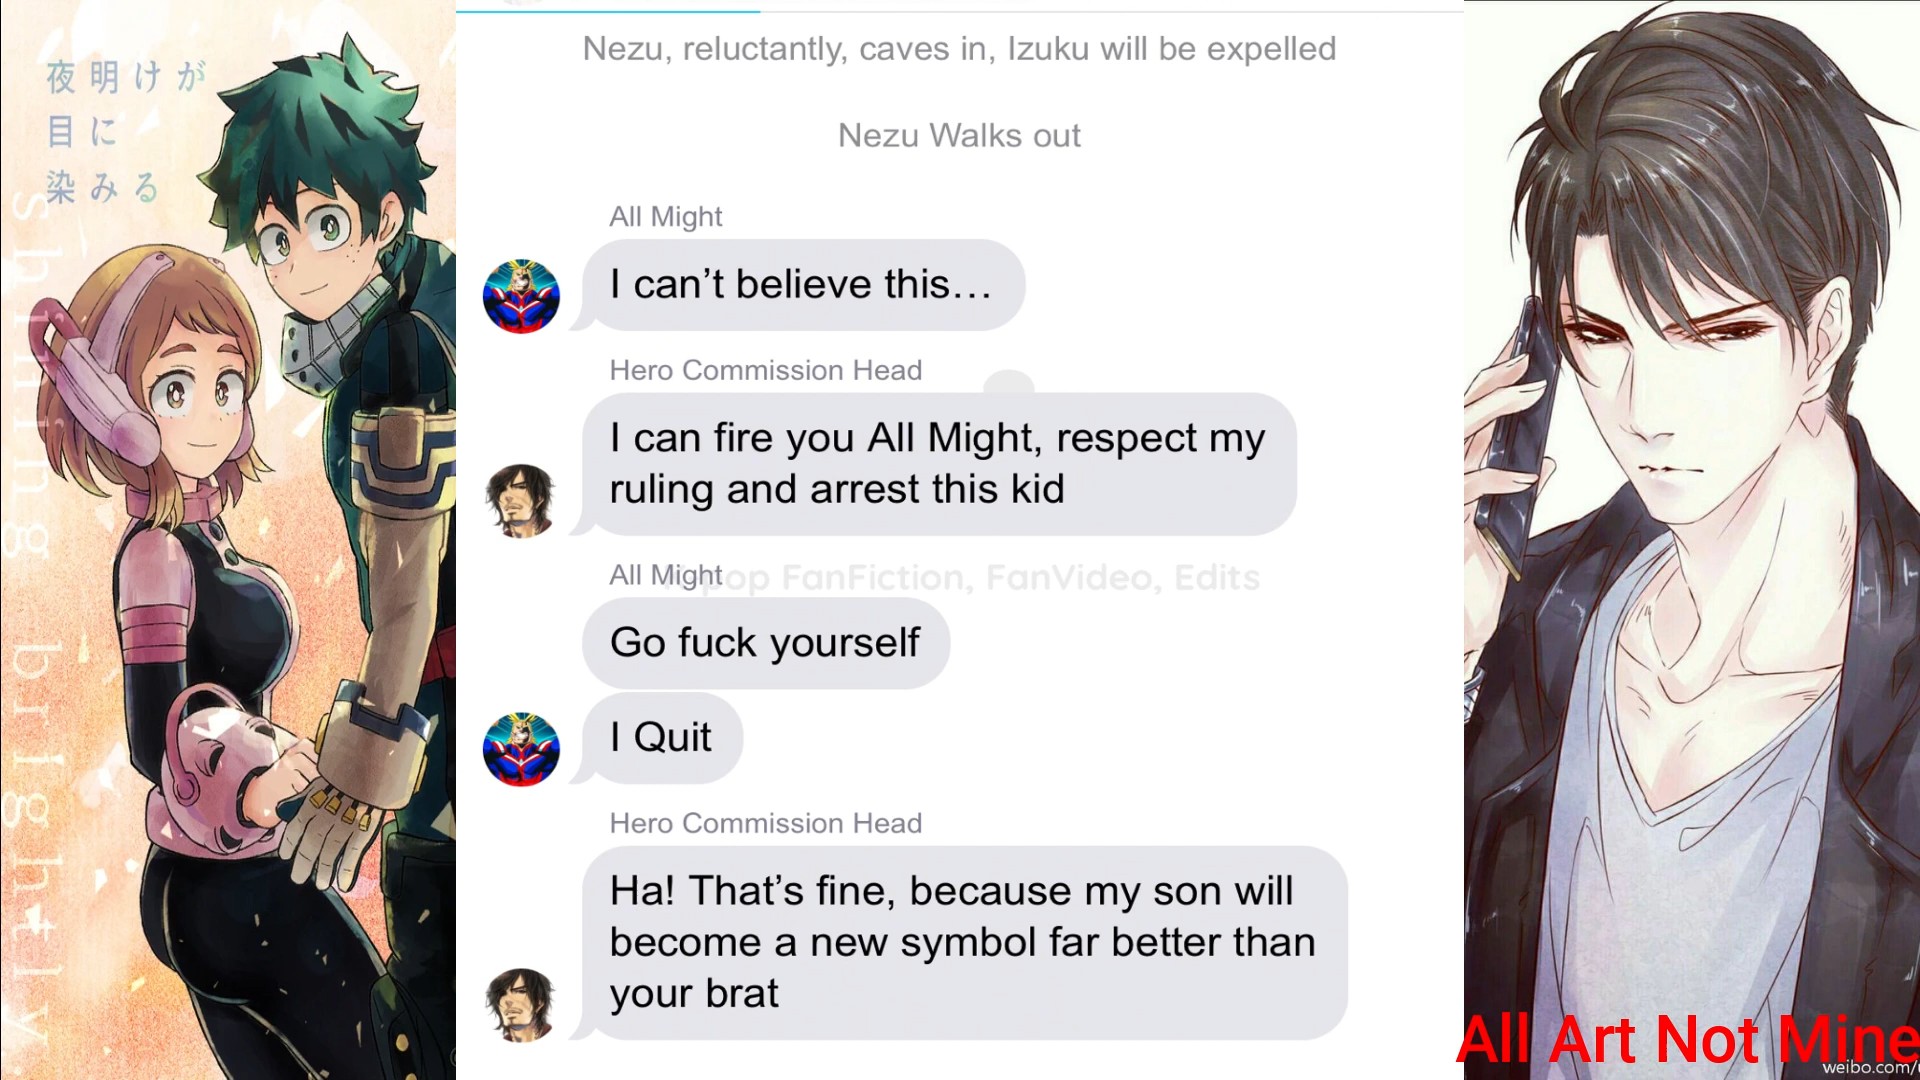 夜明けが
目に
染みる
shining brightly.
Nezu, reluctantly, caves in, Izuku will be expelled
Nezu Walks out
All Might
I can’t believe this…
Hero Commission Head
I can fire you All Might, respect my
ruling and arrest this kid
All Might
pop FanFiction, FanVideo, Edits
Go fuck yourself
I Quit
Hero Commission Head
Ha! That’s fine, because my son will
become a new symbol far better than
your brat
All Art Not Mine
weibo.com/